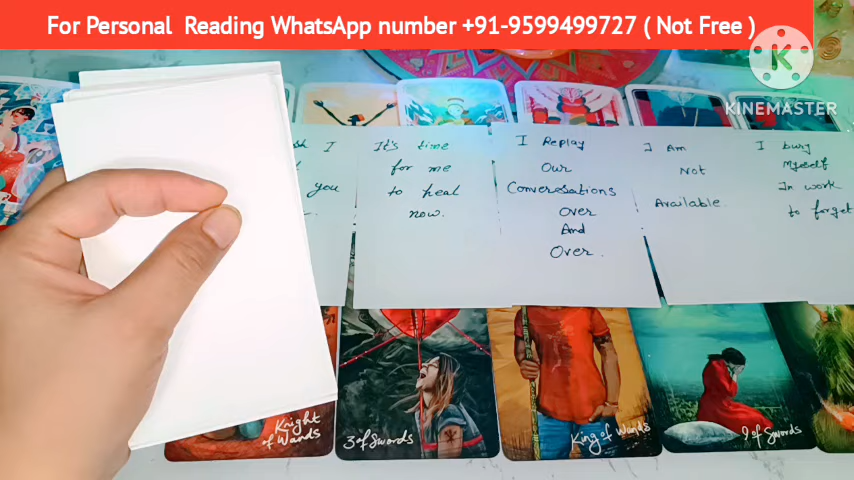 For Personal Reading WhatsApp number +91-9599499727 ( Not Free )
K
KINEMASTER
I
you
It's time
for me
to heal
now.
I Replay
Our
Conversations
Over
And
Over.
I Am
Not
Available.
I bury
Myself
In work
to forget
Knight
of Wands
3 of Swords
King of Wands
9 of Swords